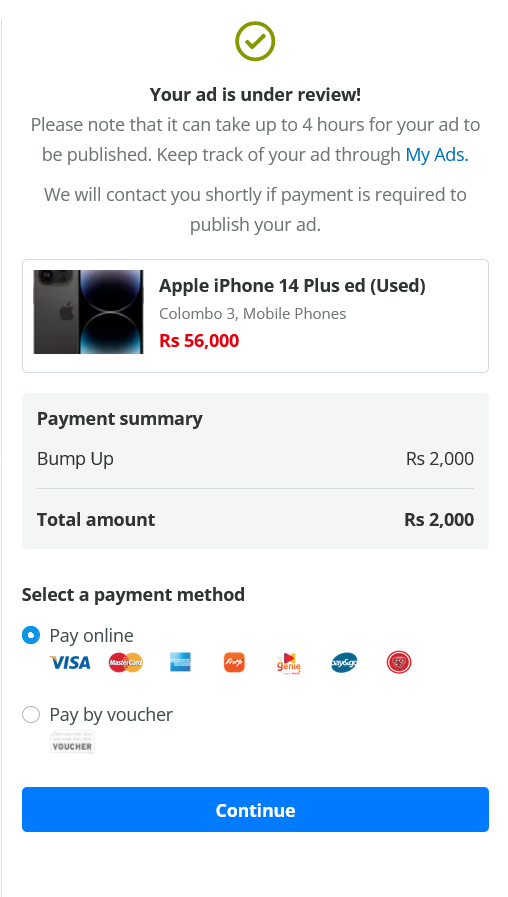 Your ad is under review!
Please note that it can take up to 4 hours for your ad to
be published. Keep track of your ad through My Ads.
We will contact you shortly if payment is required to
publish your ad.
Apple iPhone 14 Plus ed (Used)
Colombo 3, Mobile Phones
Rs 56,000
Payment summary
Bump Up Rs 2,000
Total amount Rs 2,000
Select a payment method
Pay online
VISA MasterCard genie pay&go
Pay by voucher
VOUCHER
Continue